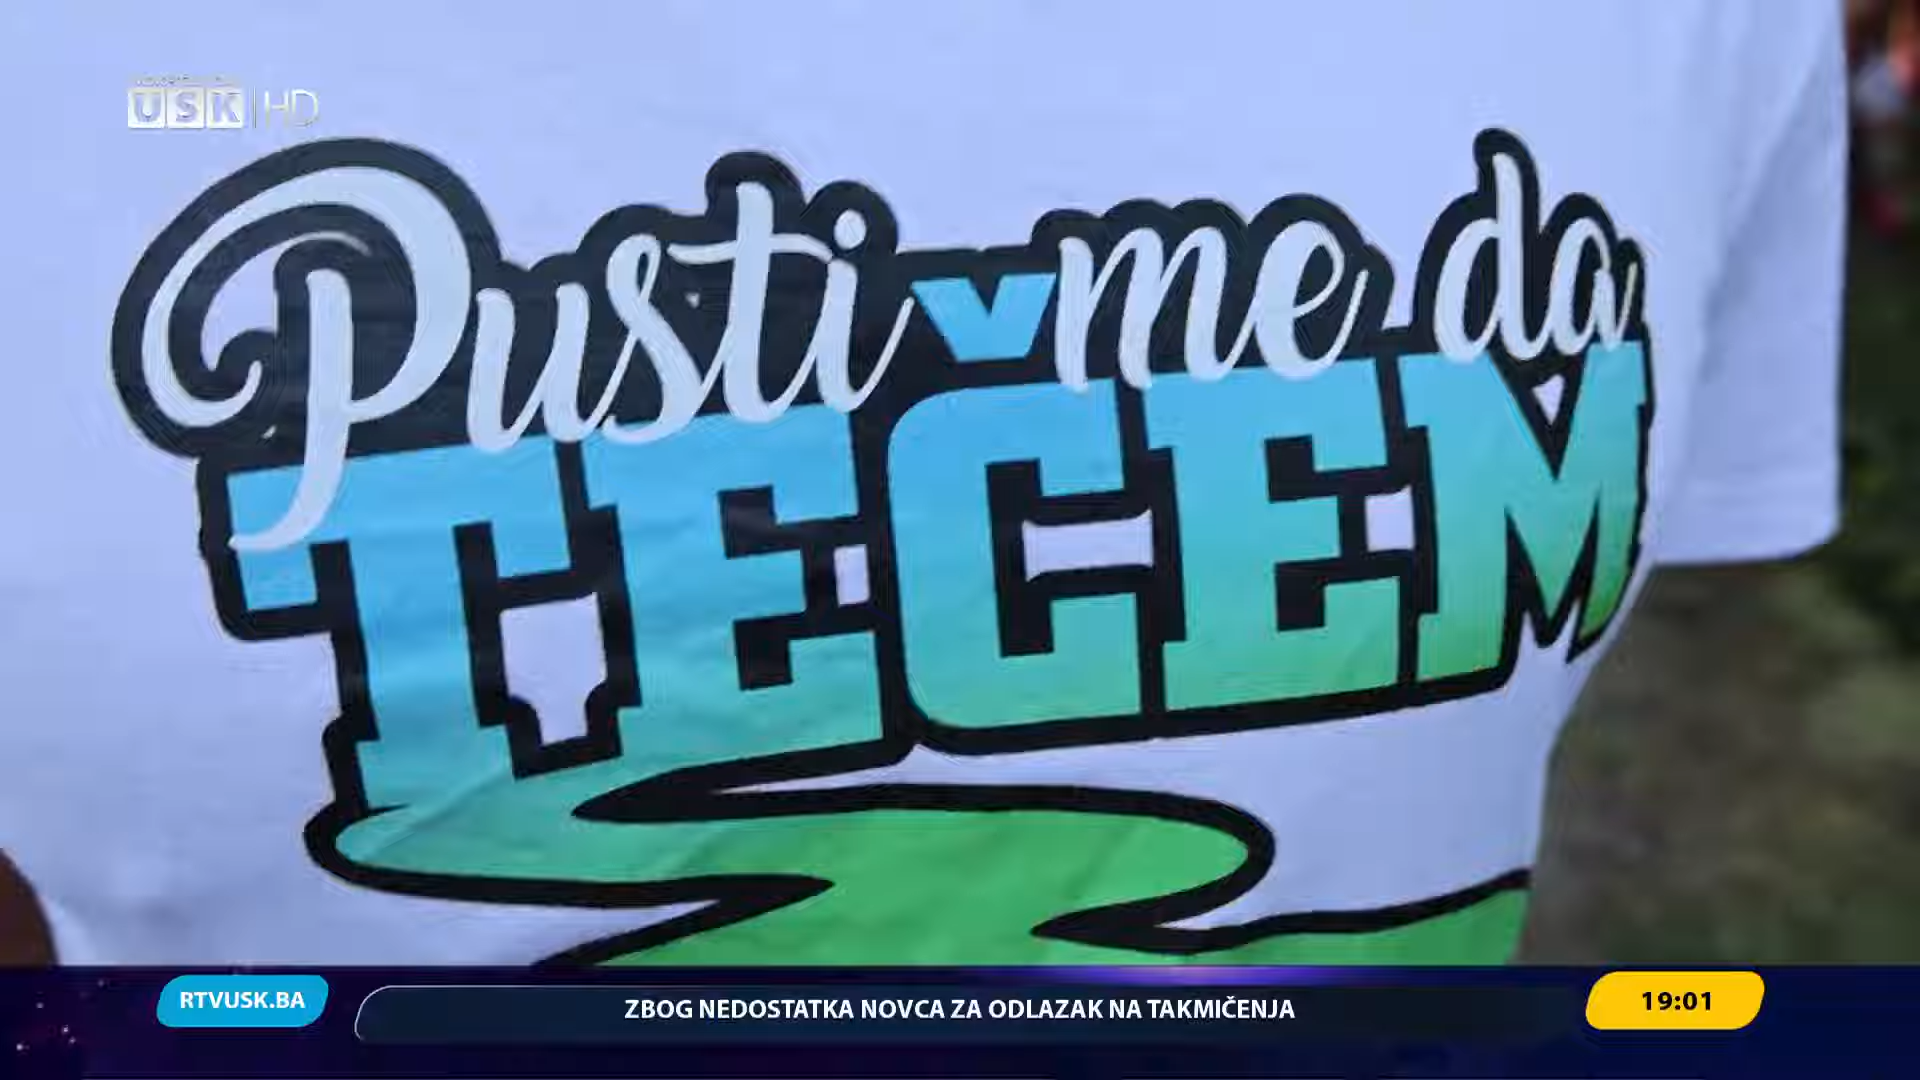 USK HD
Pusti me da
TEČEM
RTVUSK.BA
ZBOG NEDOSTATKA NOVCA ZA ODLAZAK NA TAKMIČENJA
19:01